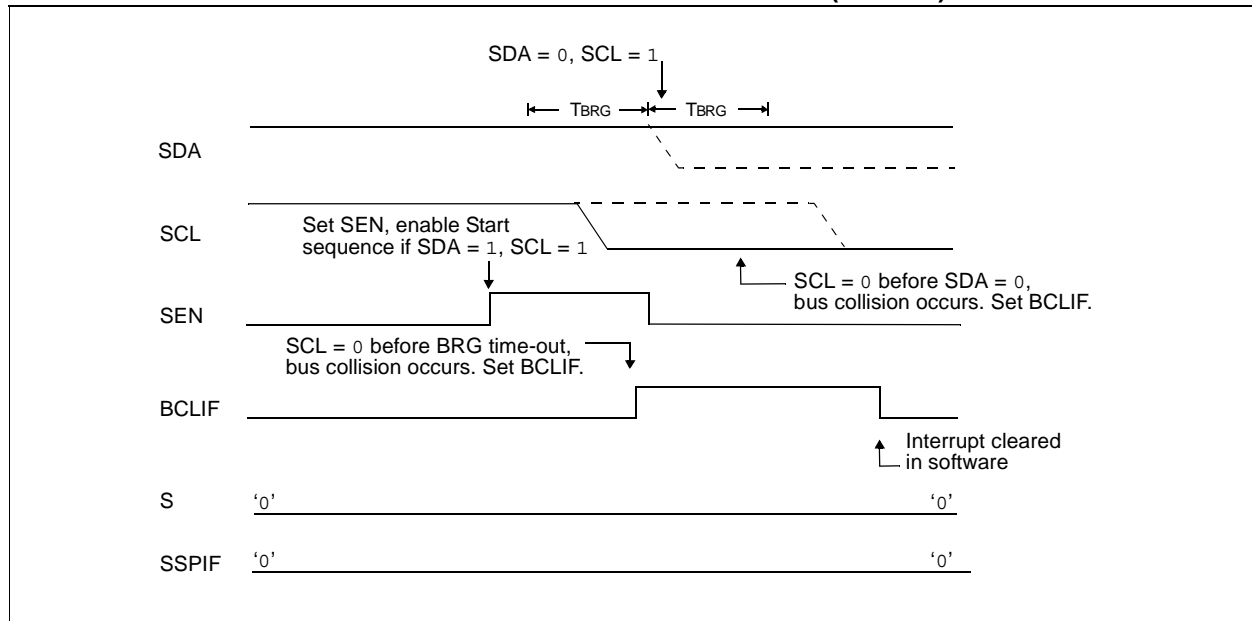 SDA = 0, SCL = 1
TBRG TBRG
SDA
SCL
Set SEN, enable Start
sequence if SDA = 1, SCL = 1
SCL = 0 before SDA = 0,
bus collision occurs. Set BCLIF.
SEN
SCL = 0 before BRG time-out,
bus collision occurs. Set BCLIF.
BCLIF
Interrupt cleared
in software
S ‘0’ ‘0’
SSPIF ‘0’ ‘0’